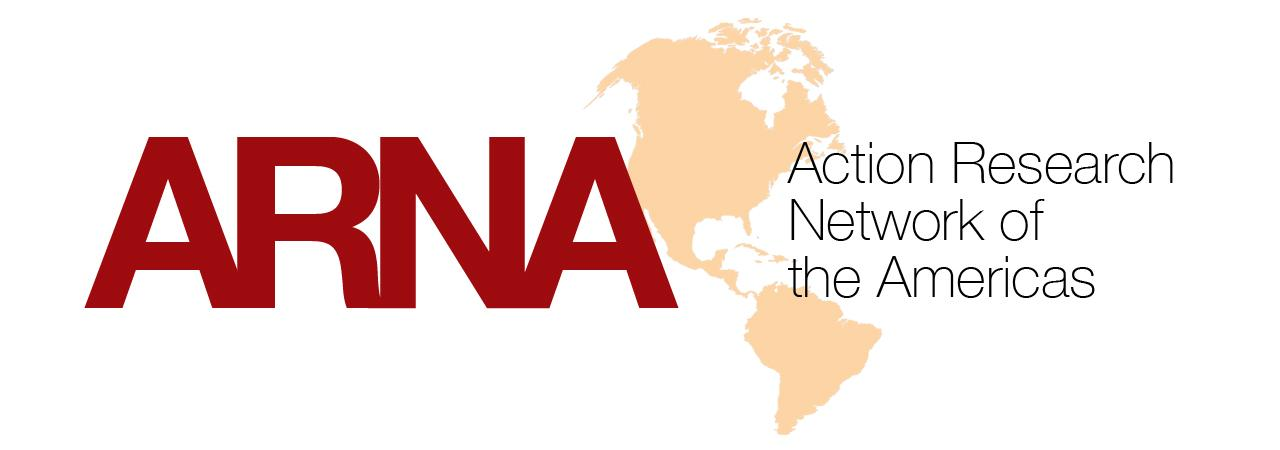 ARNA
Action Research
Network of
the Americas